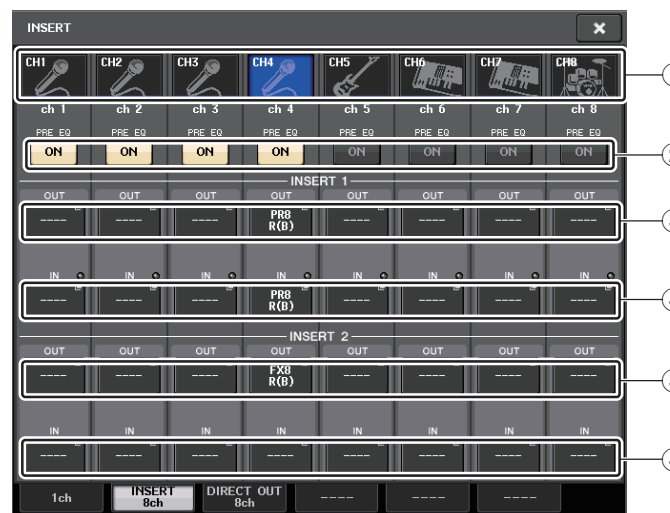 INSERT
CH1 CH2 CH3 CH4 CH5 CH6 CH7 CH8
ch 1 ch 2 ch 3 ch 4 ch 5 ch 6 ch 7 ch 8
PRE EQ PRE EQ PRE EQ PRE EQ PRE EQ PRE EQ PRE EQ PRE EQ
ON ON ON ON ON ON ON ON
INSERT 1
OUT OUT OUT OUT OUT OUT OUT OUT
---- ---- ---- PR8 R(B) ---- ---- ---- ----
IN IN IN IN IN IN IN IN
---- ---- ---- PR8 R(B) ---- ---- ---- ----
INSERT 2
OUT OUT OUT OUT OUT OUT OUT OUT
---- ---- ---- FX8 R(B) ---- ---- ---- ----
IN IN IN IN IN IN IN IN
---- ---- ---- ---- ---- ---- ---- ----
1ch INSERT 8ch DIRECT OUT 8ch ---- ---- ----